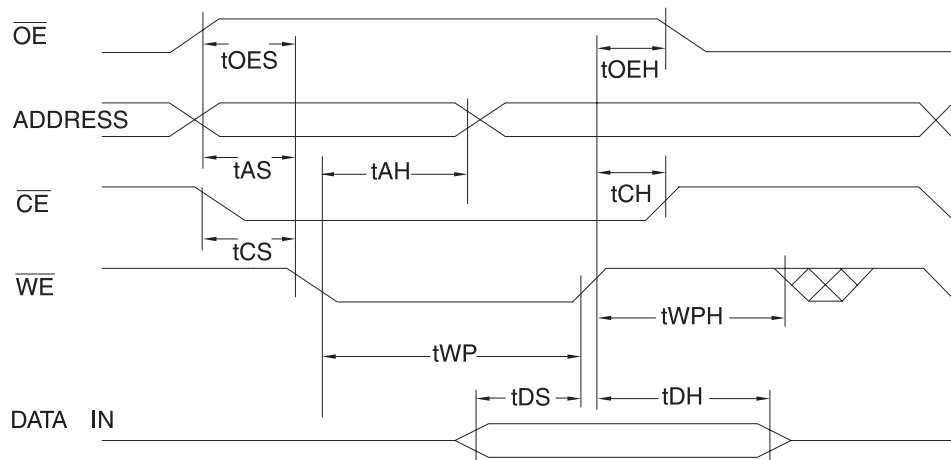 OE
tOES
tOEH
ADDRESS
tAS
tAH
tCH
CE
tCS
WE
tWPH
tWP
tDS
tDH
DATA IN